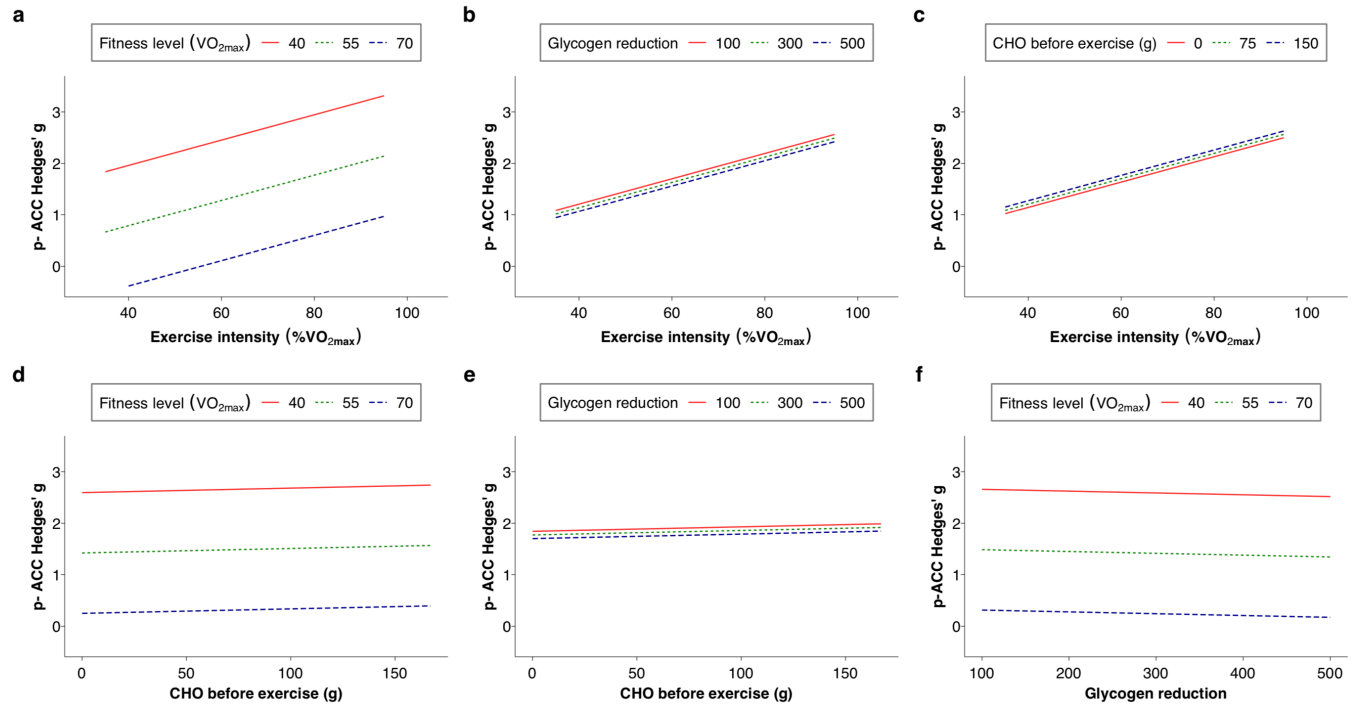 a
Fitness level (VO2max) 40 55 70
p- ACC Hedges' g
3
2
1
0
40 60 80 100
Exercise intensity (%VO2max)
b
Glycogen reduction 100 300 500
p- ACC Hedges' g
3
2
1
0
40 60 80 100
Exercise intensity (%VO2max)
c
CHO before exercise (g) 0 75 150
p- ACC Hedges' g
3
2
1
0
40 60 80 100
Exercise intensity (%VO2max)
d
Fitness level (VO2max) 40 55 70
p- ACC Hedges' g
3
2
1
0
0 50 100 150
CHO before exercise (g)
e
Glycogen reduction 100 300 500
p- ACC Hedges' g
3
2
1
0
0 50 100 150
CHO before exercise (g)
f
Fitness level (VO2max) 40 55 70
p-ACC Hedges' g
3
2
1
0
100 200 300 400 500
Glycogen reduction